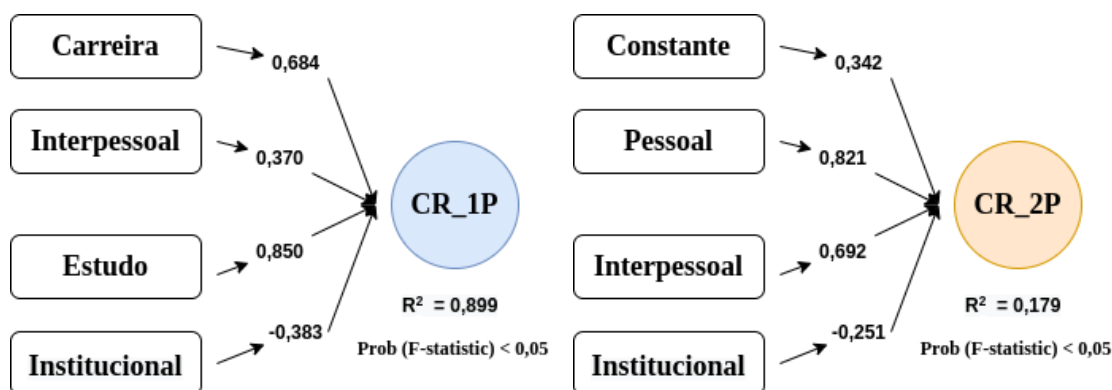 Carreira
0,684
Interpessoal
0,370
CR_1P
Estudo
0,850
R² = 0,899
-0,383
Prob (F-statistic) < 0,05
Institucional
Constante
0,342
Pessoal
0,821
CR_2P
Interpessoal
0,692
R² = 0,179
-0,251
Prob (F-statistic) < 0,05
Institucional